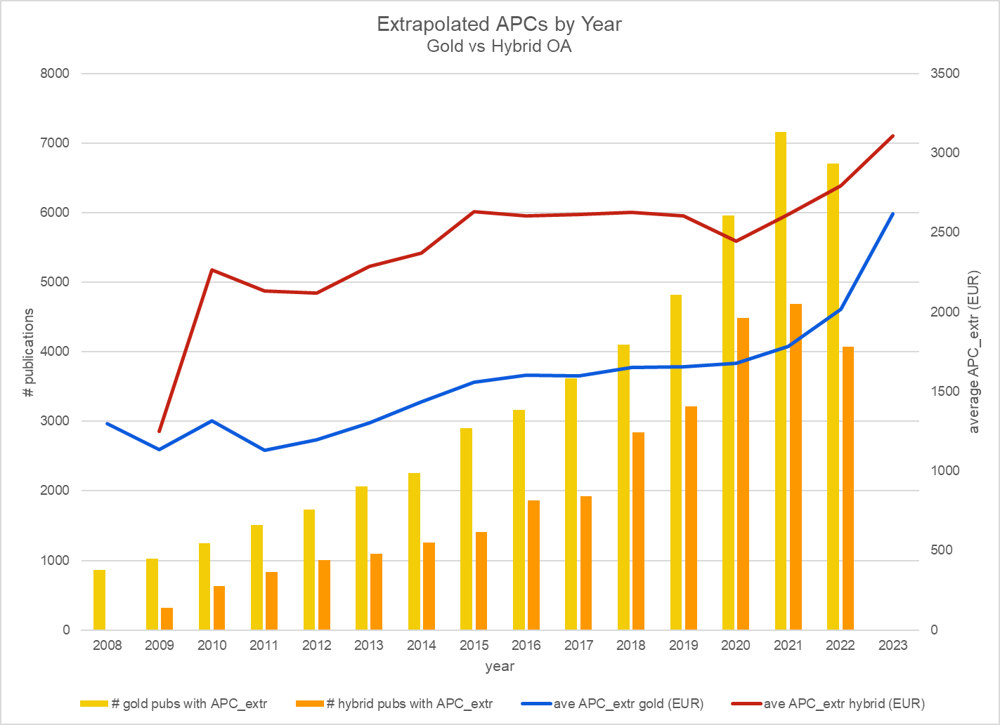 Extrapolated APCs by Year
Gold vs Hybrid OA
8000
7000
6000
5000
4000
3000
2000
1000
0
# publications
3500
3000
2500
2000
1500
1000
500
0
average APC_extr (EUR)
2008 2009 2010 2011 2012 2013 2014 2015 2016 2017 2018 2019 2020 2021 2022 2023
year
# gold pubs with APC_extr # hybrid pubs with APC_extr ave APC_extr gold (EUR) ave APC_extr hybrid (EUR)